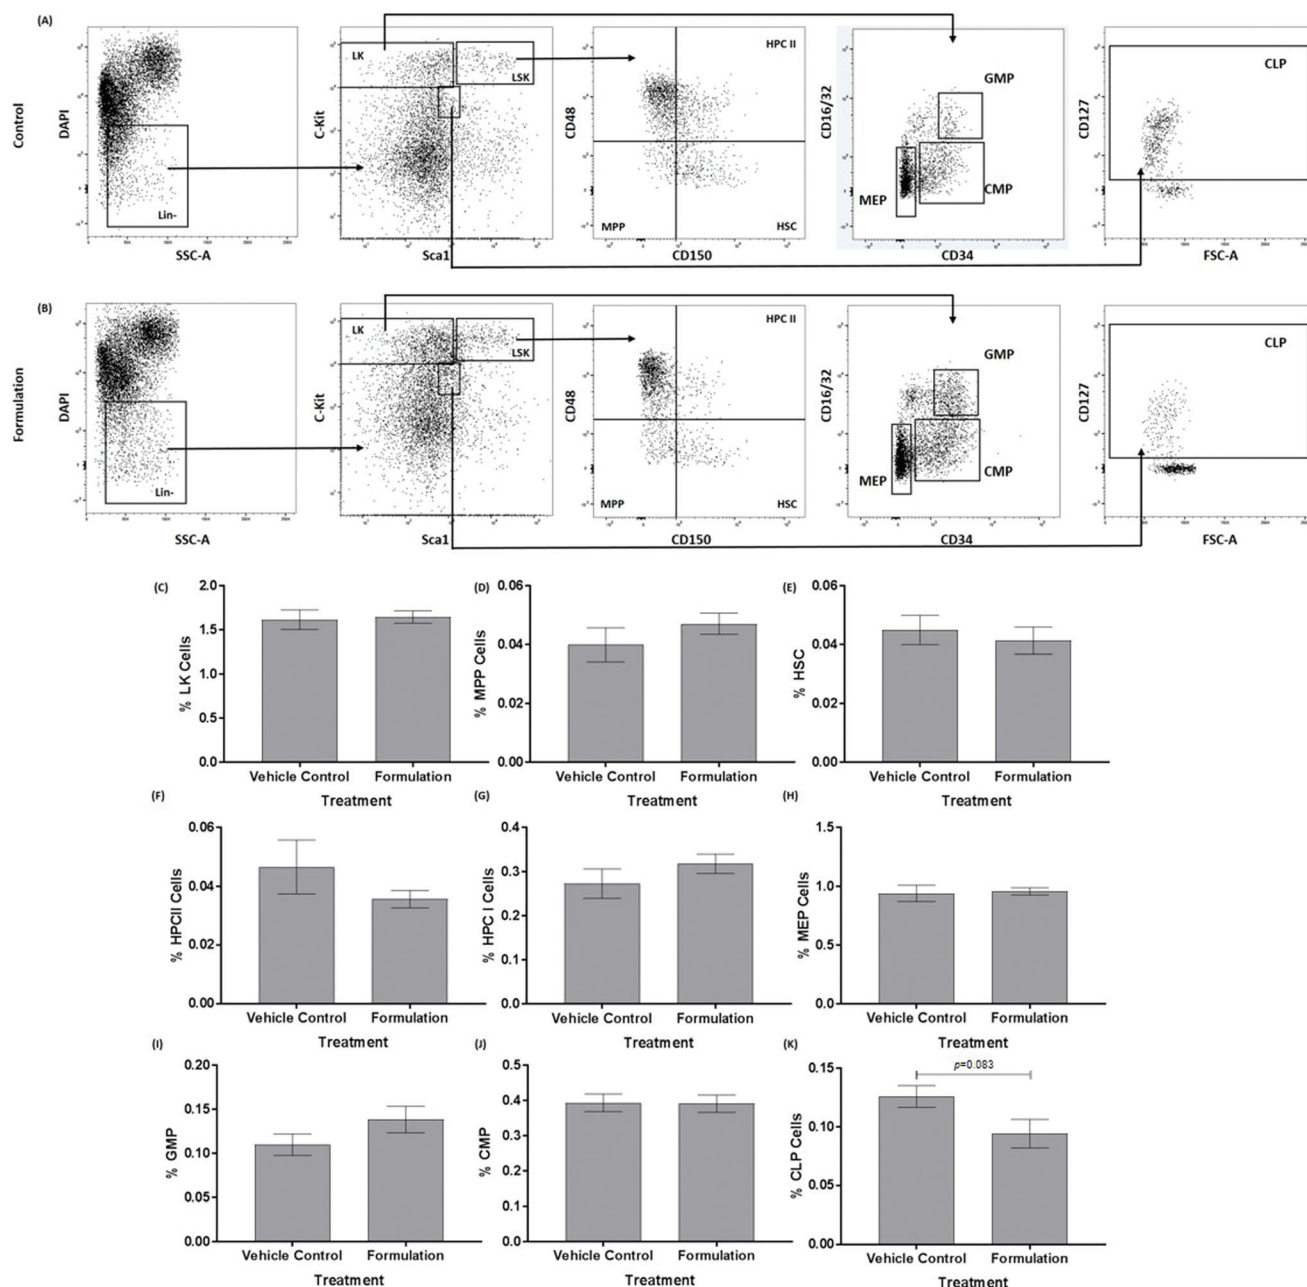 (A)
Control
DAPI
Lin-
SSC-A
C-Kit
LK
LSK
Sca1
CD48
HPC II
MPP
HSC
CD150
CD16/32
GMP
MEP
CMP
CD34
CD127
CLP
FSC-A
(B)
Formulation
DAPI
Lin-
SSC-A
C-Kit
LK
LSK
Sca1
CD48
HPC II
MPP
HSC
CD150
CD16/32
GMP
MEP
CMP
CD34
CD127
CLP
FSC-A
(C)
% LK Cells
2.0
1.5
1.0
0.5
0.0
Vehicle Control Formulation
Treatment
(D)
% MPP Cells
0.06
0.04
0.02
0.00
Vehicle Control Formulation
Treatment
(E)
% HSC
0.06
0.04
0.02
0.00
Vehicle Control Formulation
Treatment
(F)
% HPCII Cells
0.06
0.04
0.02
0.00
Vehicle Control Formulation
Treatment
(G)
% HPC I Cells
0.4
0.3
0.2
0.1
0.0
Vehicle Control Formulation
Treatment
(H)
% MEP Cells
1.5
1.0
0.5
0.0
Vehicle Control Formulation
Treatment
(I)
% GMP
0.20
0.15
0.10
0.05
0.00
Vehicle Control Formulation
Treatment
(J)
% CMP
0.5
0.4
0.3
0.2
0.1
0.0
Vehicle Control Formulation
Treatment
(K)
p=0.083
% CLP Cells
0.15
0.10
0.05
0.00
Vehicle Control Formulation
Treatment